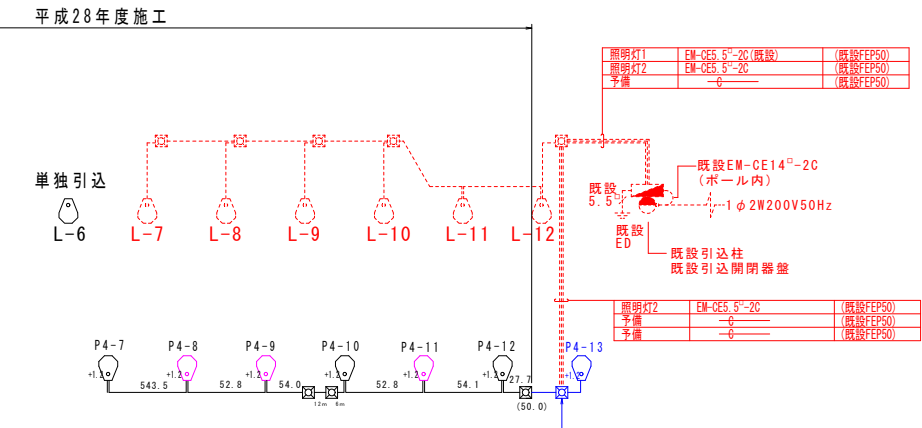 平成28年度施工
照明灯1 EM-CE5.5□-2C(既設) (既設FEP50)
照明灯2 EM-CE5.5□-2C (既設FEP50)
予備 C (既設FEP50)
単独引込
L-6
L-7
L-8
L-9
L-10
L-11
L-12
既設
5.5□
既設
ED
既設EM-CE14□-2C
(ポール内)
1φ2W200V50Hz
既設引込柱
既設引込開閉器盤
照明灯2 EM-CE5.5□-2C (既設FEP50)
予備 C (既設FEP50)
予備 C (既設FEP50)
P4-7
P4-8
P4-9
P4-10
P4-11
P4-12
P4-13
+1.2
+1.2
+1.2
+1.2
+1.2
+1.2
+1.2
543.5
52.8
54.0
52.8
54.1
27.7
12m
8m
(50.0)